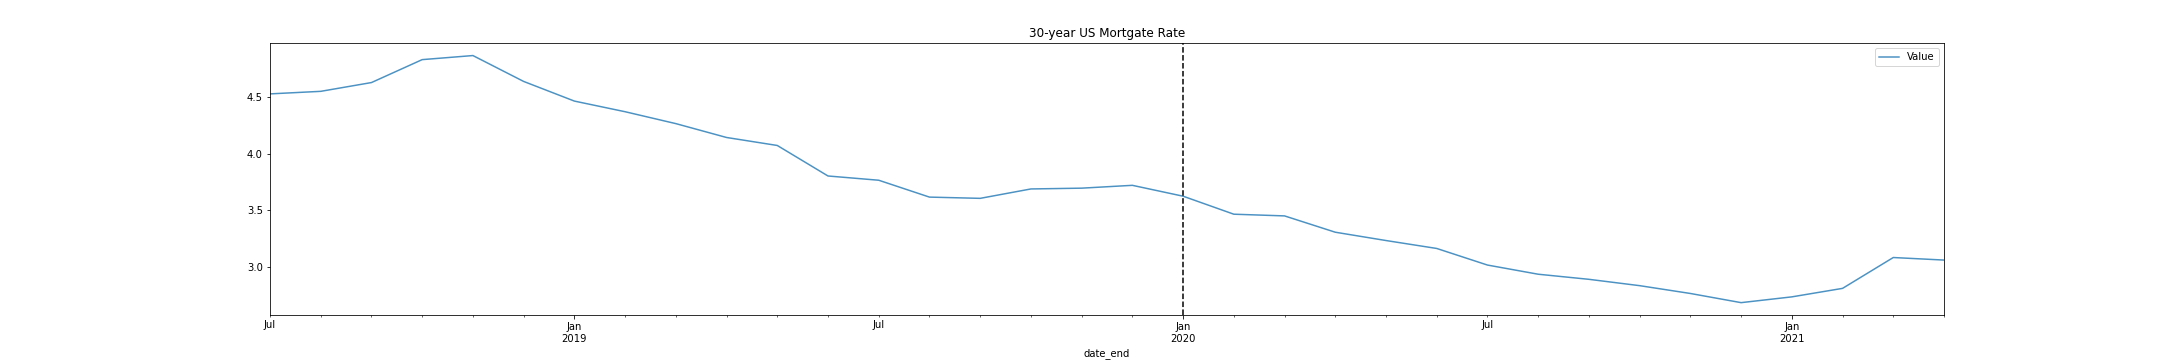 30-year US Mortgate Rate
Value
4.5
4.0
3.5
3.0
Jul
Jan
2019
Jul
Jan
2020
Jul
Jan
2021
date_end